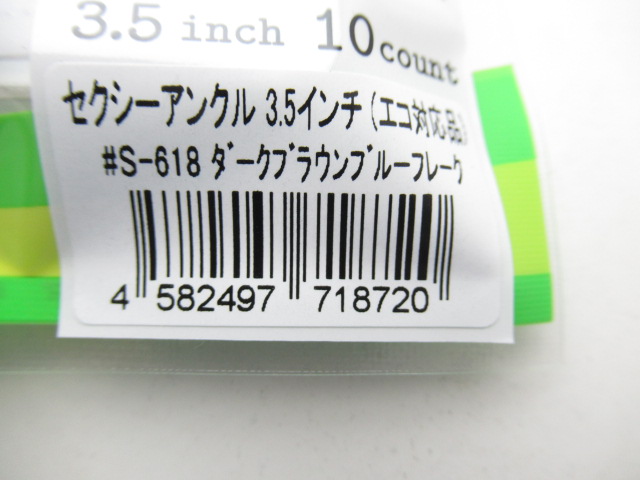 3.5 inch 10 count
セクシーアンクル 3.5インチ (エコ対応品)
#S-618 ダークブラウンブルーフレーク
4 582497 718720